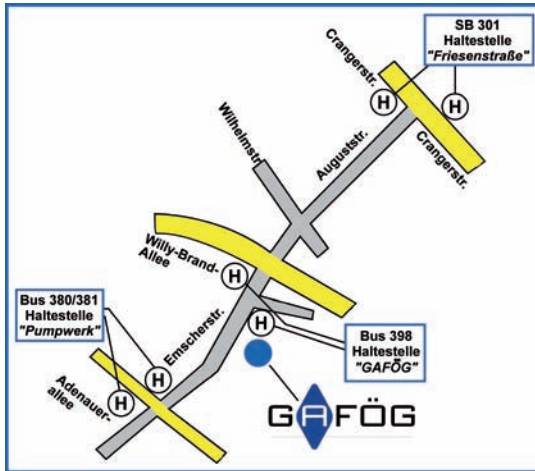 SB 301
Haltestelle
"Friesenstraße"
Crangerstr.
H
H
Crangerstr.
Auguststr.
Wilhelmstr.
Willy-Brand-
Allee
H
Bus 380/381
Haltestelle
"Pumpwerk"
Emscherstr.
H
Bus 398
Haltestelle
"GAFÖG"
H
Adenauer-
allee
H
GAFÖG